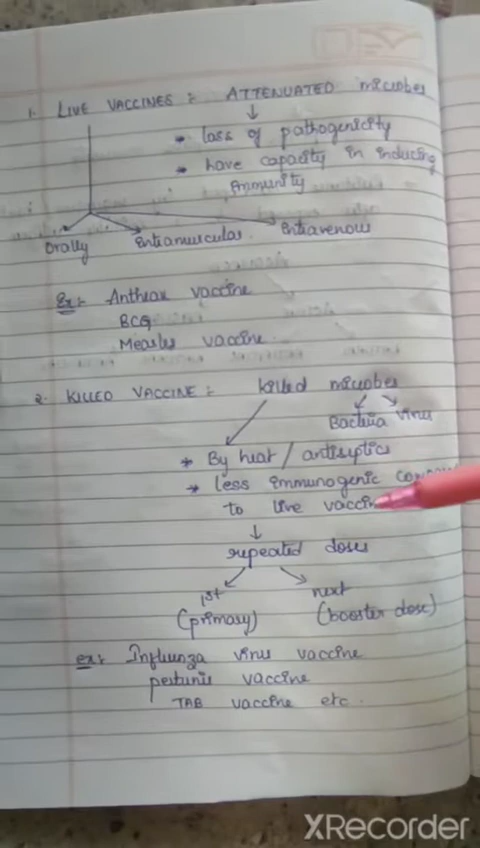 1. LIVE VACCINES : ATTENUATED microbes
* loss of pathogenicity
* have capacity in inducing
immunity
Orally Intramuscular Intravenous
Ex:- Anthrax vaccine
BCG
Measles vaccine
2. KILLED VACCINE : killed microbes
Bacteria virus
* By heat / antiseptics
* less immunogenic
to live
repeated doses
1st next
(primary) (booster dose)
ex:- Influenza virus vaccine
pertusis vaccine
TAB vaccine etc.
XRecorder